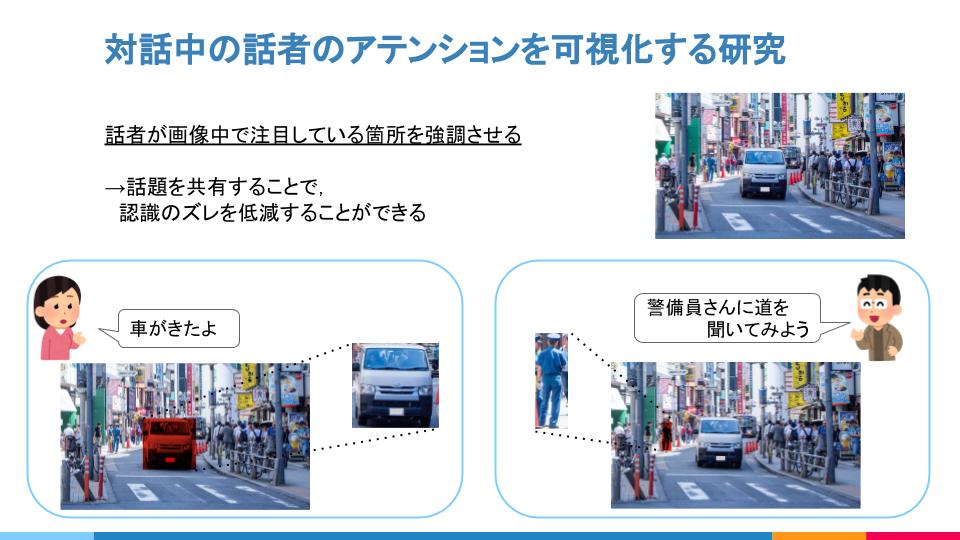 対話中の話者のアテンションを可視化する研究
話者が画像中で注目している箇所を強調させる
→話題を共有することで,
認識のズレを低減することができる
車がきたよ
警備員さんに道を
聞いてみよう